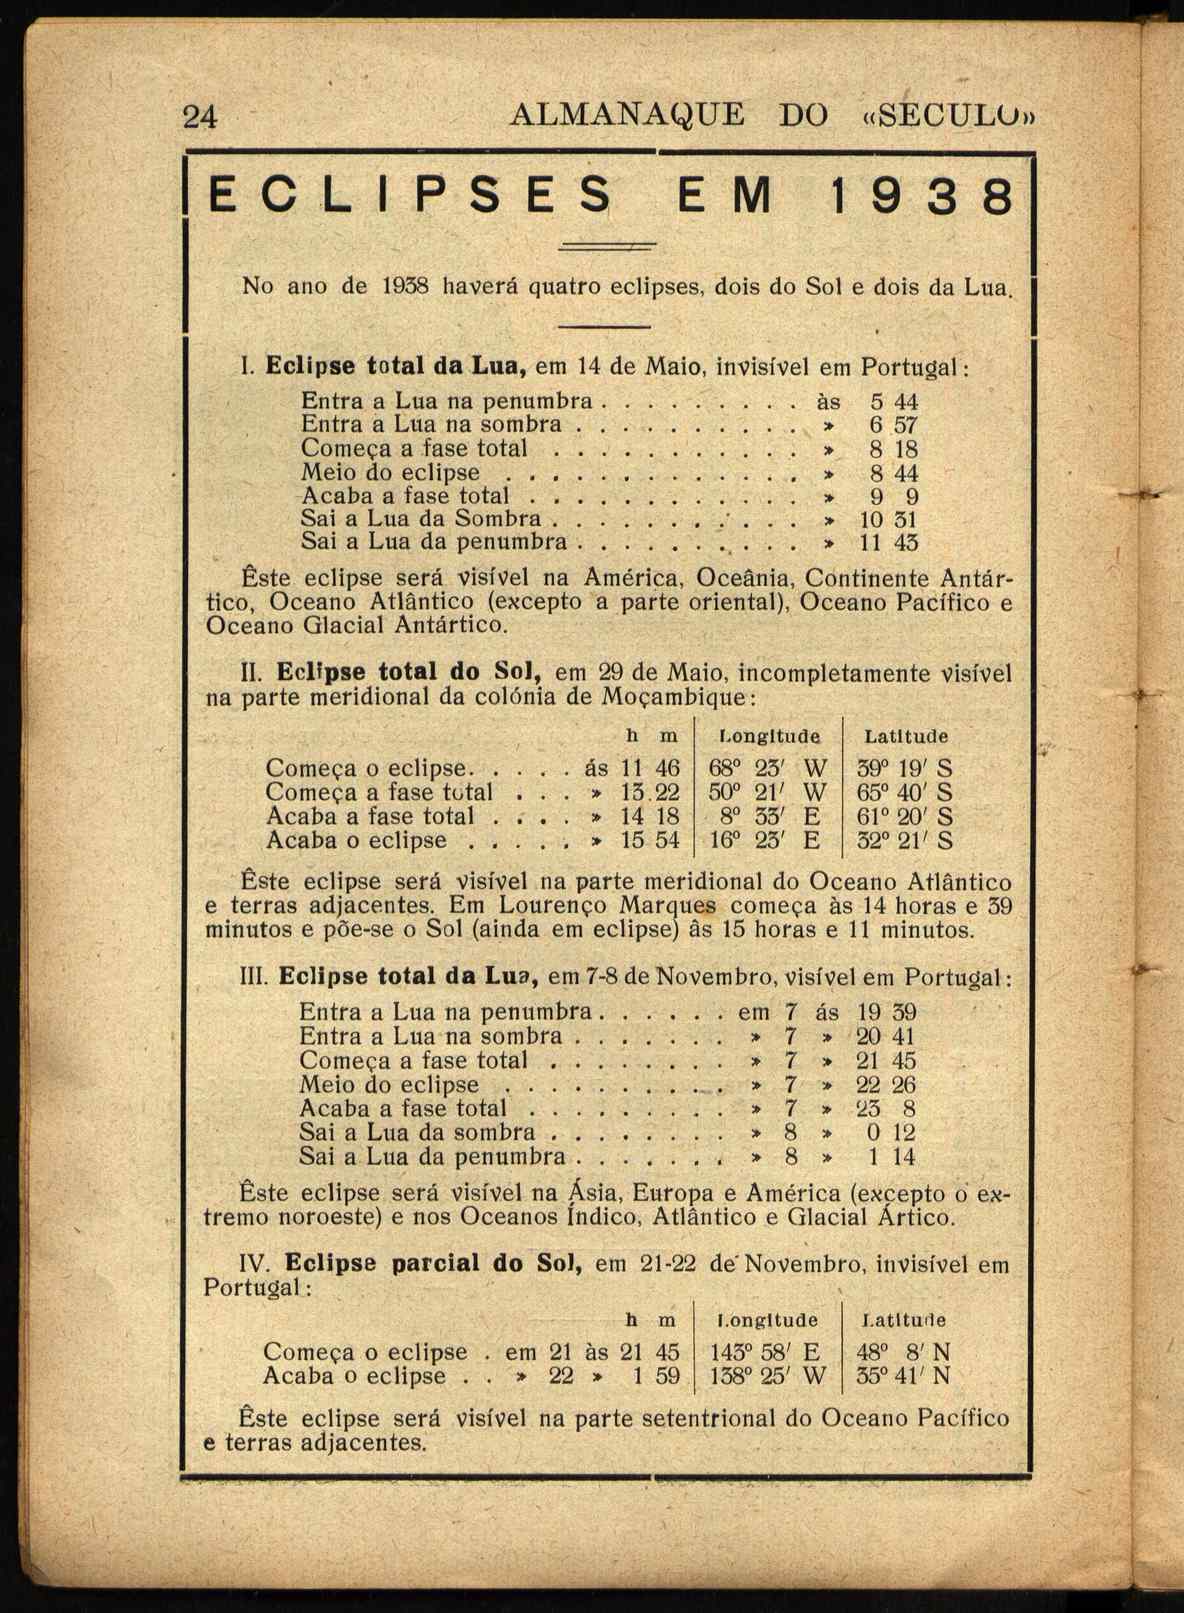 24 ALMANAQUE DO «SECULO»
ECLIPSES EM 1938
No ano de 1938 haverá quatro eclipses, dois do Sol e dois da Lua.
I. Eclipse total da Lua, em 14 de Maio, invisível em Portugal:
Entra a Lua na penumbra . . . . . . . . . às 5 44
Entra a Lua na sombra . . . . . . . . . . » 6 57
Começa a fase total . . . . . . . . . . . » 8 18
Meio do eclipse . . . . . . . . . . . . . » 8 44
Acaba a fase total . . . . . . . . . . . . » 9 9
Sai a Lua da Sombra . . . . . . . . . . . » 10 31
Sai a Lua da penumbra . . . . . . . . . . » 11 43
Êste eclipse será visível na América, Oceânia, Continente Antár-
tico, Oceano Atlântico (excepto a parte oriental), Oceano Pacífico e
Oceano Glacial Antártico.
II. Eclipse total do Sol, em 29 de Maio, incompletamente visível
na parte meridional da colónia de Moçambique:
h m Longitude Latitude
Começa o eclipse. . . . . ás 11 46 68º 23′ W 39º 19′ S
Começa a fase total . . . » 13.22 50º 21′ W 65º 40′ S
Acaba a fase total . . . . » 14 18 8º 33′ E 61º 20′ S
Acaba o eclipse . . . . . » 15 54 16º 23′ E 32º 21′ S
Êste eclipse será visível na parte meridional do Oceano Atlântico
e terras adjacentes. Em Lourenço Marques começa às 14 horas e 39
minutos e põe-se o Sol (ainda em eclipse) âs 15 horas e 11 minutos.
III. Eclipse total da Lua, em 7-8 de Novembro, visível em Portugal:
Entra a Lua na penumbra . . . . . . em 7 ás 19 39
Entra a Lua na sombra . . . . . . . » 7 » 20 41
Começa a fase total . . . . . . . . » 7 » 21 45
Meio do eclipse . . . . . . . . . . » 7 » 22 26
Acaba a fase total . . . . . . . . . » 7 » 23 8
Sai a Lua da sombra . . . . . . . . » 8 » 0 12
Sai a Lua da penumbra . . . . . . . » 8 » 1 14
Êste eclipse será visível na Ásia, Europa e América (excepto o ex-
tremo noroeste) e nos Oceanos Índico, Atlântico e Glacial Ártico.
IV. Eclipse parcial do Sol, em 21-22 de Novembro, invisível em
Portugal:
h m Longitude Latitude
Começa o eclipse . em 21 às 21 45 143º 58′ E 48º 8′ N
Acaba o eclipse . . » 22 » 1 59 138º 25′ W 35º 41′ N
Êste eclipse será visível na parte setentrional do Oceano Pacífico
e terras adjacentes.